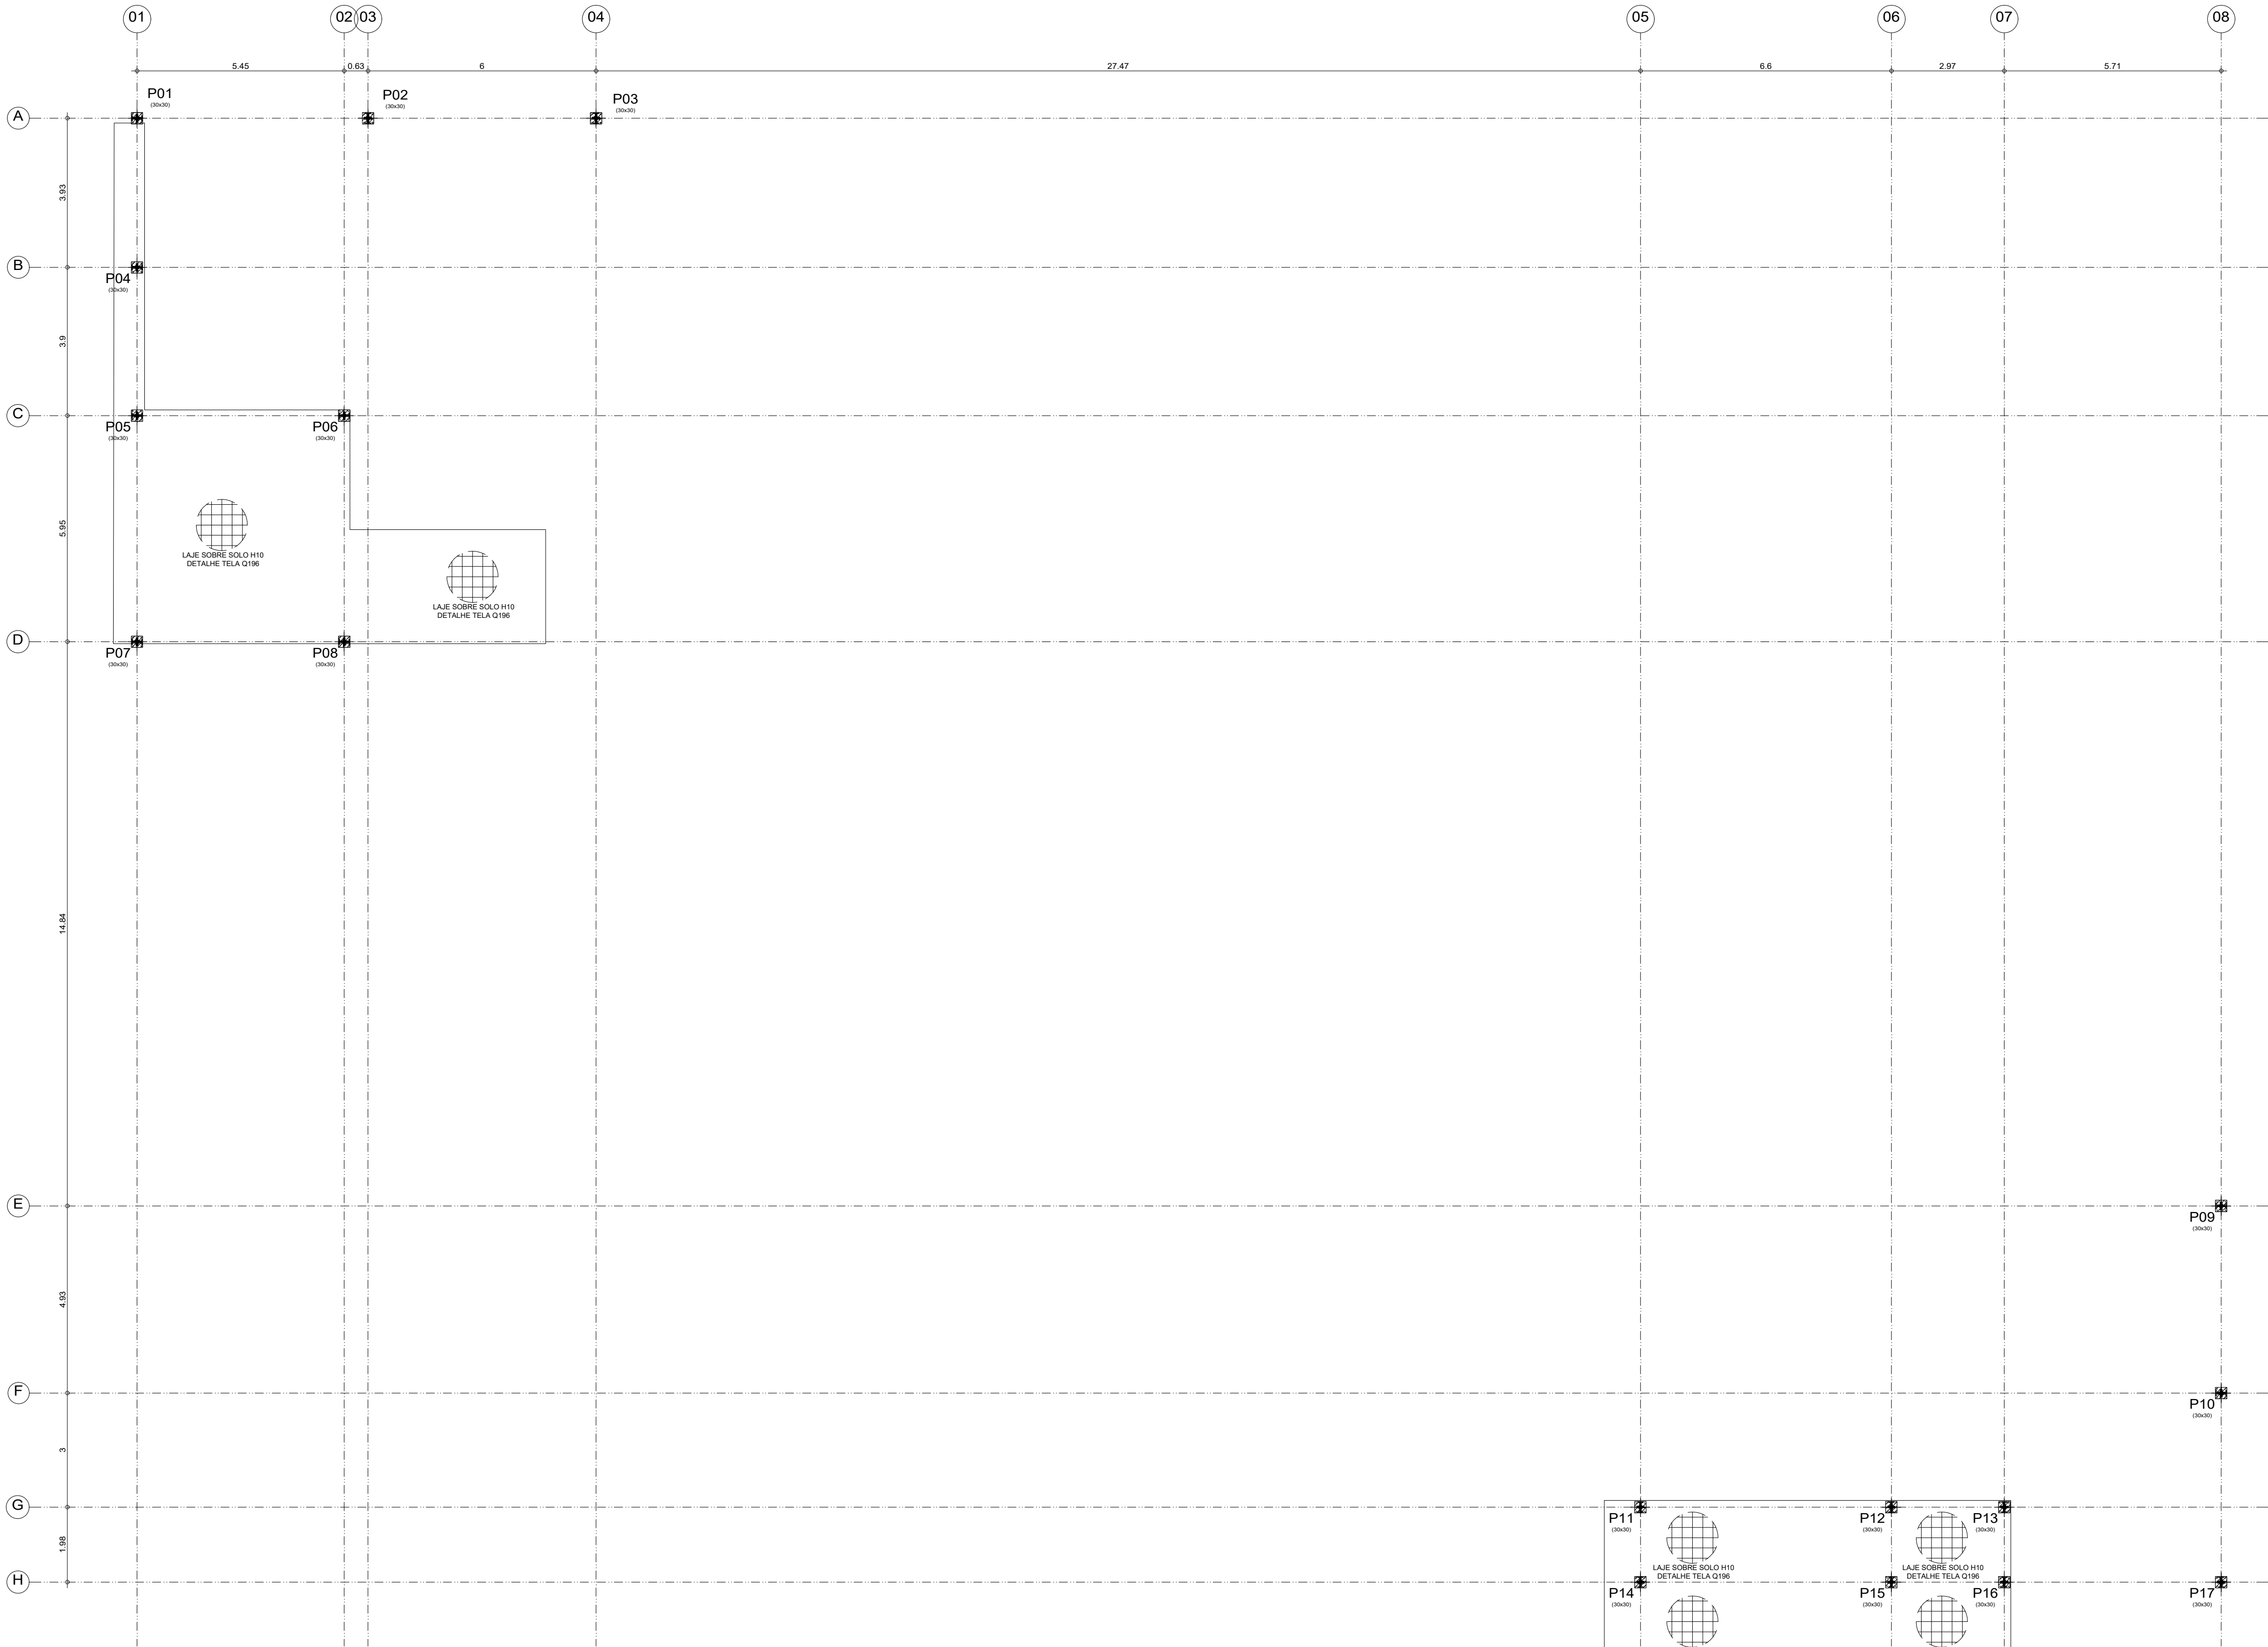 01
02
03
04
05
06
07
08
5.45
0.63
6
27.47
6.6
2.97
5.71
A
P01
(30x30)
P02
(30x30)
P03
(30x30)
3.93
B
P04
(30x30)
3.9
C
P05
(30x30)
P06
(30x30)
5.95
LAJE SOBRE SOLO H10
DETALHE TELA Q196
LAJE SOBRE SOLO H10
DETALHE TELA Q196
D
P07
(30x30)
P08
(30x30)
14.84
E
P09
(30x30)
4.93
F
P10
(30x30)
3
G
P11
(30x30)
P12
(30x30)
P13
(30x30)
1.98
LAJE SOBRE SOLO H10
DETALHE TELA Q196
LAJE SOBRE SOLO H10
DETALHE TELA Q196
H
P14
(30x30)
P15
(30x30)
P16
(30x30)
P17
(30x30)